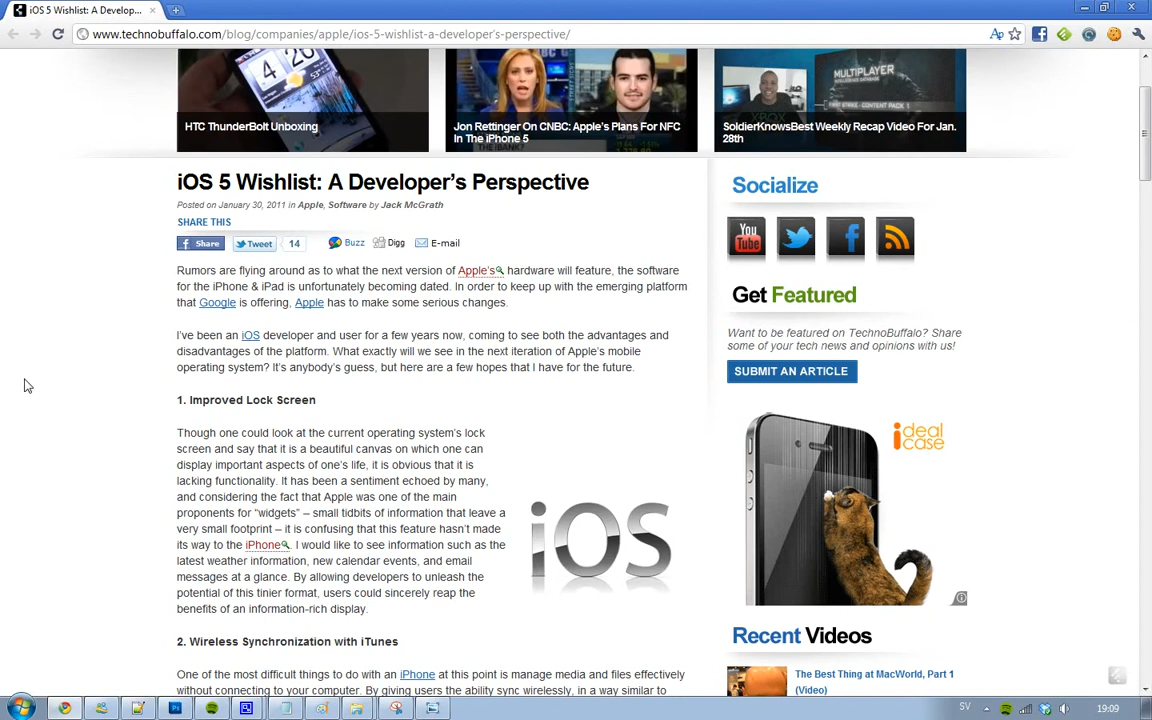 iOS 5 Wishlist: A Develop...
www.technobuffalo.com/blog/companies/apple/ios-5-wishlist-a-developer's-perspective/
HTC ThunderBolt Unboxing
Jon Rettinger On CNBC: Apple's Plans For NFC
In The iPhone 5
MULTIPLAYER
FIRST STRIKE - CONTENT PACK 1
SoldierKnowsBest Weekly Recap Video For Jan.
28th
iOS 5 Wishlist: A Developer's Perspective
Posted on January 30, 2011 in Apple, Software by Jack McGrath
SHARE THIS
Share
Tweet
14
Buzz
Digg
E-mail
Rumors are flying around as to what the next version of Apple's hardware will feature, the software
for the iPhone & iPad is unfortunately becoming dated. In order to keep up with the emerging platform
that Google is offering, Apple has to make some serious changes.
I've been an iOS developer and user for a few years now, coming to see both the advantages and
disadvantages of the platform. What exactly will we see in the next iteration of Apple's mobile
operating system? It's anybody's guess, but here are a few hopes that I have for the future.
1. Improved Lock Screen
Though one could look at the current operating system's lock
screen and say that it is a beautiful canvas on which one can
display important aspects of one's life, it is obvious that it is
lacking functionality. It has been a sentiment echoed by many,
and considering the fact that Apple was one of the main
proponents for "widgets" – small tidbits of information that leave a
very small footprint – it is confusing that this feature hasn't made
its way to the iPhone. I would like to see information such as the
latest weather information, new calendar events, and email
messages at a glance. By allowing developers to unleash the
potential of this tinier format, users could sincerely reap the
benefits of an information-rich display.
iOS
2. Wireless Synchronization with iTunes
One of the most difficult things to do with an iPhone at this point is manage media and files effectively
without connecting to your computer. By giving users the ability sync wirelessly, in a way similar to
Socialize
You
Tube
Get Featured
Want to be featured on TechnoBuffalo? Share
some of your tech news and opinions with us!
SUBMIT AN ARTICLE
ideal
case
Recent Videos
The Best Thing at MacWorld, Part 1
(Video)
SV
19:09